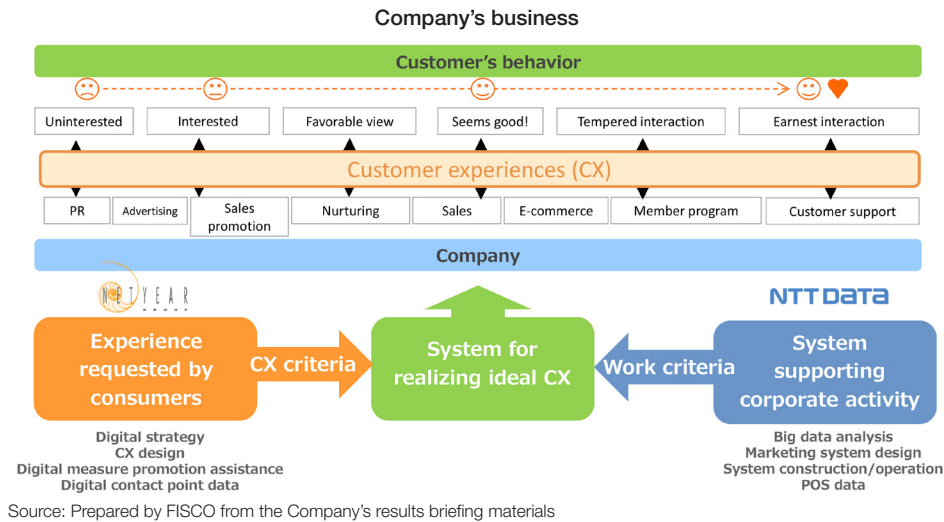 Company’s business
Customer’s behavior
Uninterested
Interested
Favorable view
Seems good!
Tempered interaction
Earnest interaction
Customer experiences (CX)
PR
Advertising
Sales
promotion
Nurturing
Sales
E-commerce
Member program
Customer support
Company
NETYEAR
NTT DATA
Experience
requested by
consumers
CX criteria
System for
realizing ideal CX
Work criteria
System
supporting
corporate activity
Digital strategy
CX design
Digital measure promotion assistance
Digital contact point data
Big data analysis
Marketing system design
System construction/operation
POS data
Source: Prepared by FISCO from the Company’s results briefing materials